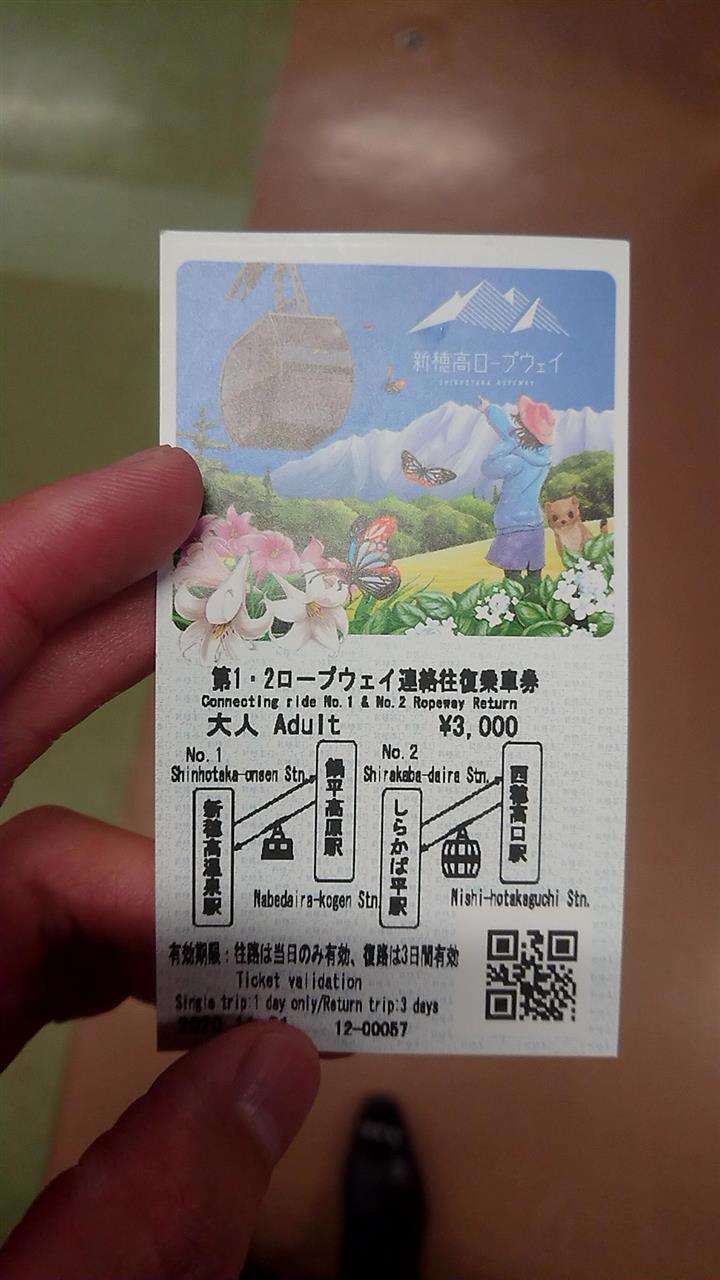 新穂高ロープウェイ
SHINHOTAKA ROPEWAY
第1・2ロープウェイ連絡往復乗車券
Connecting ride No.1 & No.2 Ropeway Return
大人 Adult ¥3,000
No.1
Shinhotaka-onsen Stn.
新穂高温泉駅
鍋平高原駅
Nabedaira-kogen Stn.
No.2
Shirakaba-daira Stn.
しらかば平駅
西穂高口駅
Nishi-hotakaguchi Stn.
有効期限:往路は当日のみ有効、復路は3日間有効
Ticket validation
Single trip:1 day only/Return trip:3 days
2020. 12-00057